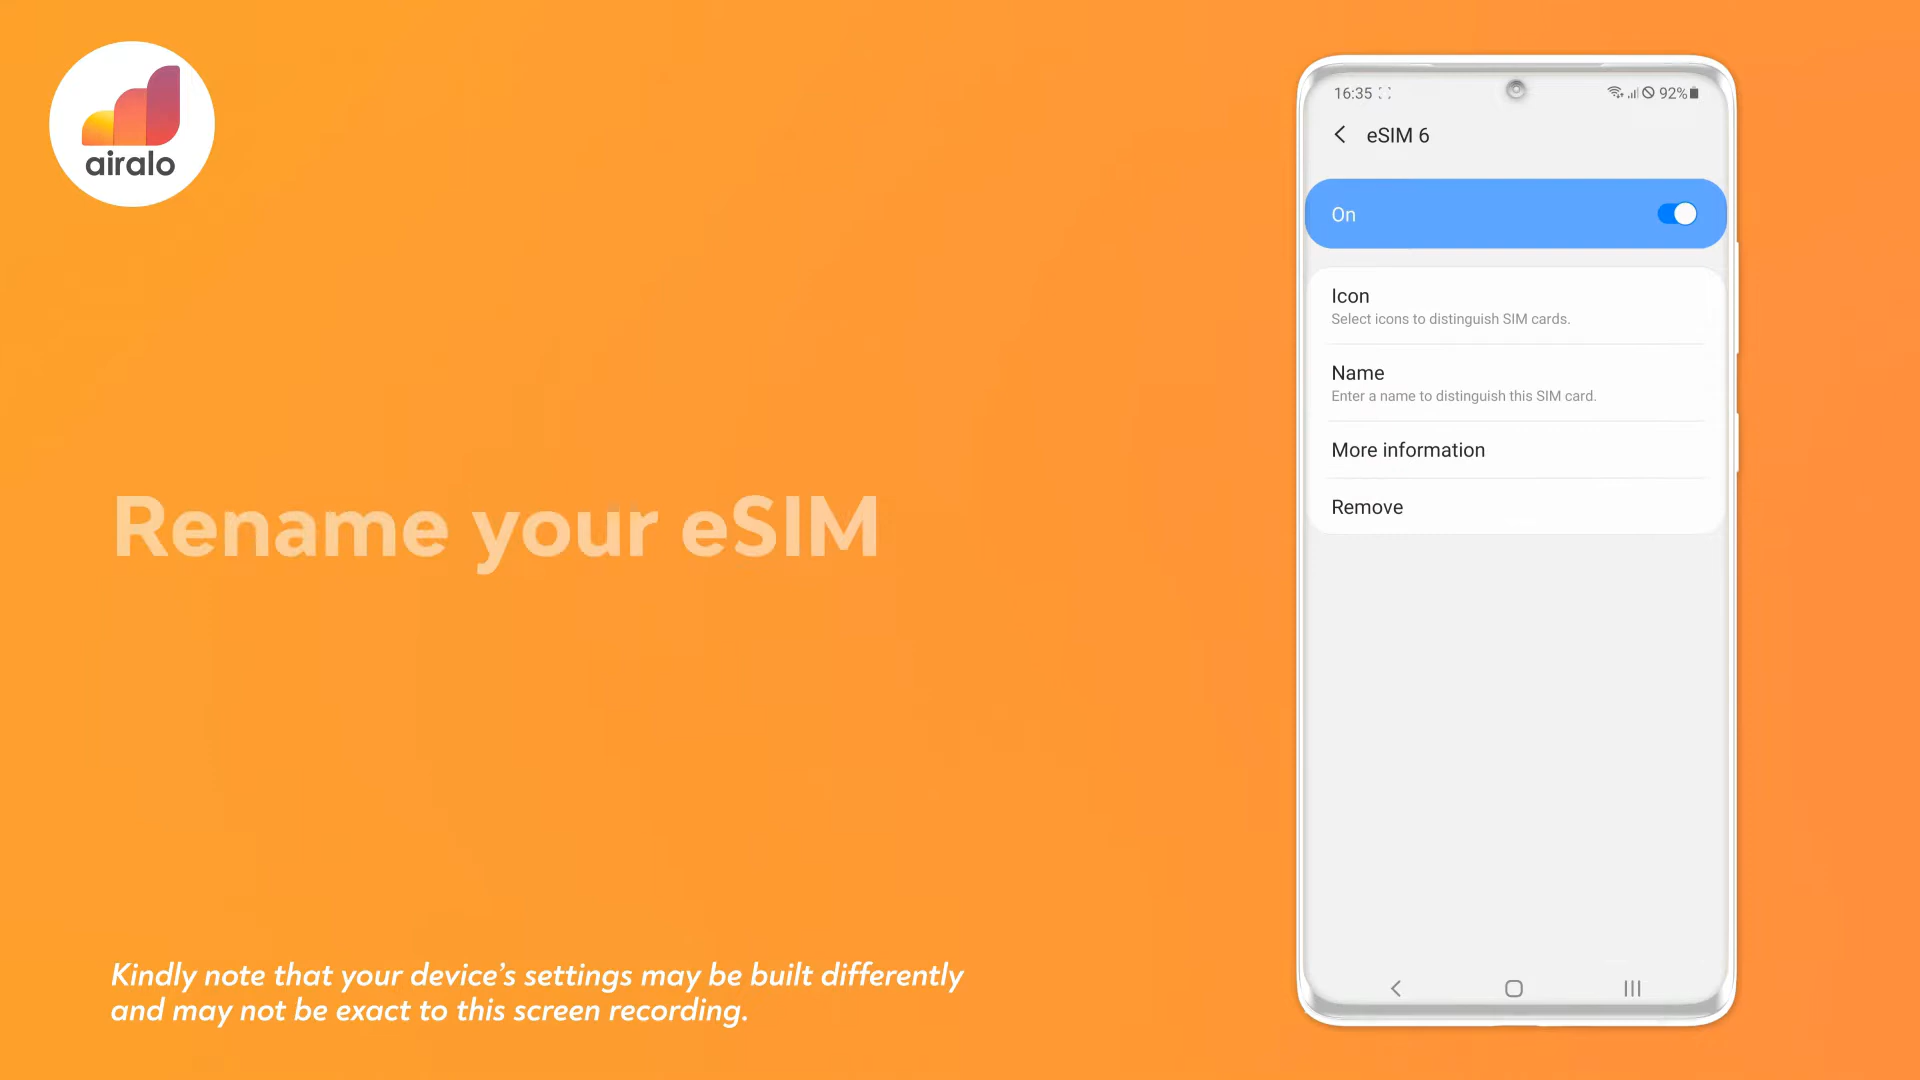 airalo
Rename your eSIM
Kindly note that your device's settings may be built differently
and may not be exact to this screen recording.
16:35
92%
eSIM 6
On
Icon
Select icons to distinguish SIM cards.
Name
Enter a name to distinguish this SIM card.
More information
Remove